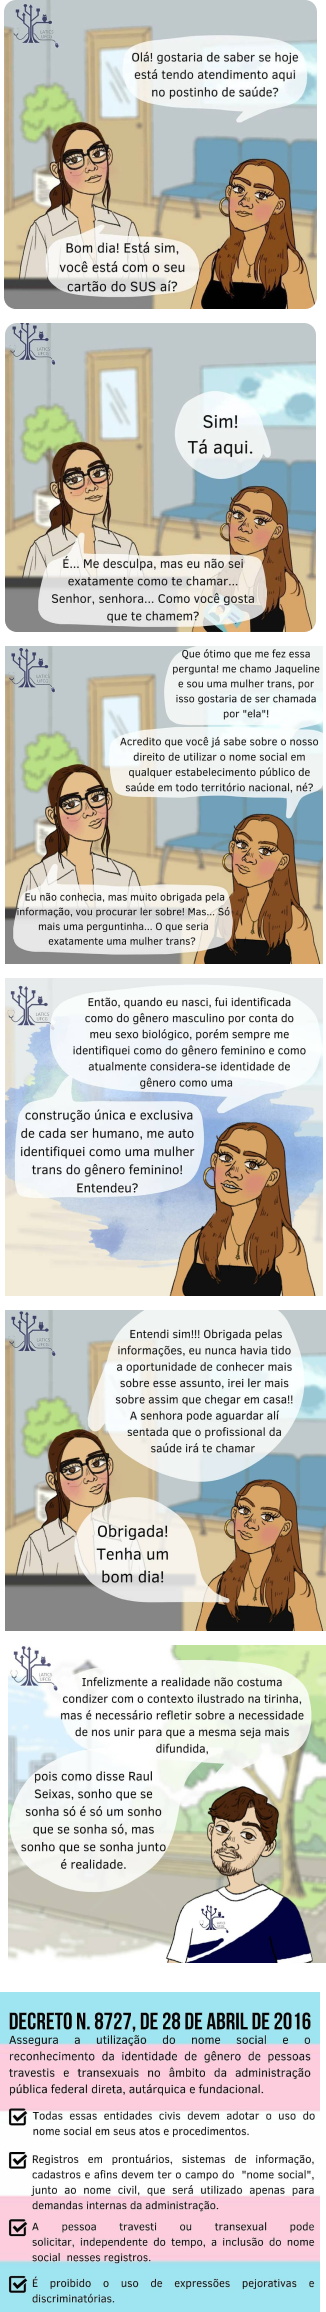 Olá! gostaria de saber se hoje
está tendo atendimento aqui
no postinho de saúde?
Bom dia! Está sim,
você está com o seu
cartão do SUS aí?
Sim!
Tá aqui.
É... Me desculpa, mas eu não sei
exatamente como te chamar...
Senhor, senhora... Como você gosta
que te chamem?
Que ótimo que me fez essa
pergunta! me chamo Jaqueline
e sou uma mulher trans, por
isso gostaria de ser chamada
por "ela"!
Acredito que você já sabe sobre o nosso
direito de utilizar o nome social em
qualquer estabelecimento público de
saúde em todo território nacional, né?
Eu não conhecia, mas muito obrigada pela
informação, vou procurar ler sobre! Mas... Só
mais uma perguntinha... O que seria
exatamente uma mulher trans?
Então, quando eu nasci, fui identificada
como do gênero masculino por conta do
meu sexo biológico, porém sempre me
identifiquei como do gênero feminino e como
atualmente considera-se identidade de
gênero como uma
construção única e exclusiva
de cada ser humano, me auto
identifiquei como uma mulher
trans do gênero feminino!
Entendeu?
Entendi sim!!! Obrigada pelas
informações, eu nunca havia tido
a oportunidade de conhecer mais
sobre esse assunto, irei ler mais
sobre assim que chegar em casa!!
A senhora pode aguardar alí
sentada que o profissional da
saúde irá te chamar
Obrigada!
Tenha um
bom dia!
Infelizmente a realidade não costuma
condizer com o contexto ilustrado na tirinha,
mas é necessário refletir sobre a necessidade
de nos unir para que a mesma seja mais
difundida,
pois como disse Raul
Seixas, sonho que se
sonha só é só um sonho
que se sonha só, mas
sonho que se sonha junto
é realidade.
DECRETO N. 8727, DE 28 DE ABRIL DE 2016
Assegura a utilização do nome social e o
reconhecimento da identidade de gênero de pessoas
travestis e transexuais no âmbito da administração
pública federal direta, autárquica e fundacional.
Todas essas entidades civis devem adotar o uso do
nome social em seus atos e procedimentos.
Registros em prontuários, sistemas de informação,
cadastros e afins devem ter o campo do "nome social",
junto ao nome civil, que será utilizado apenas para
demandas internas da administração.
A pessoa travesti ou transexual pode
solicitar, independente do tempo, a inclusão do nome
social nesses registros.
É proibido o uso de expressões pejorativas e
discriminatórias.